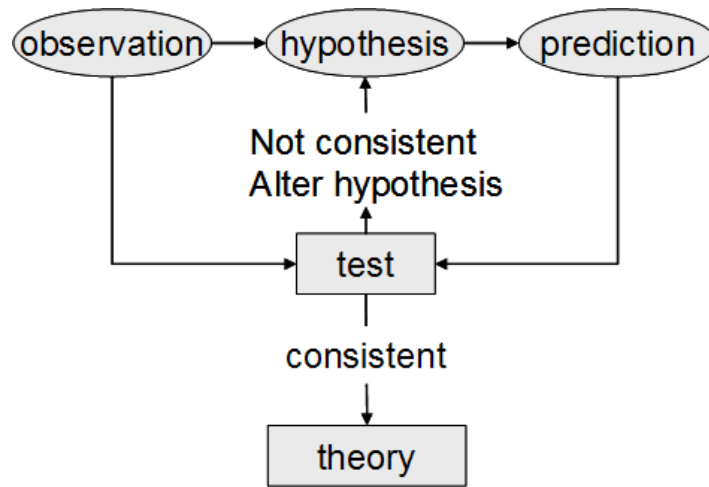 observation
hypothesis
prediction
Not consistent
Alter hypothesis
test
consistent
theory